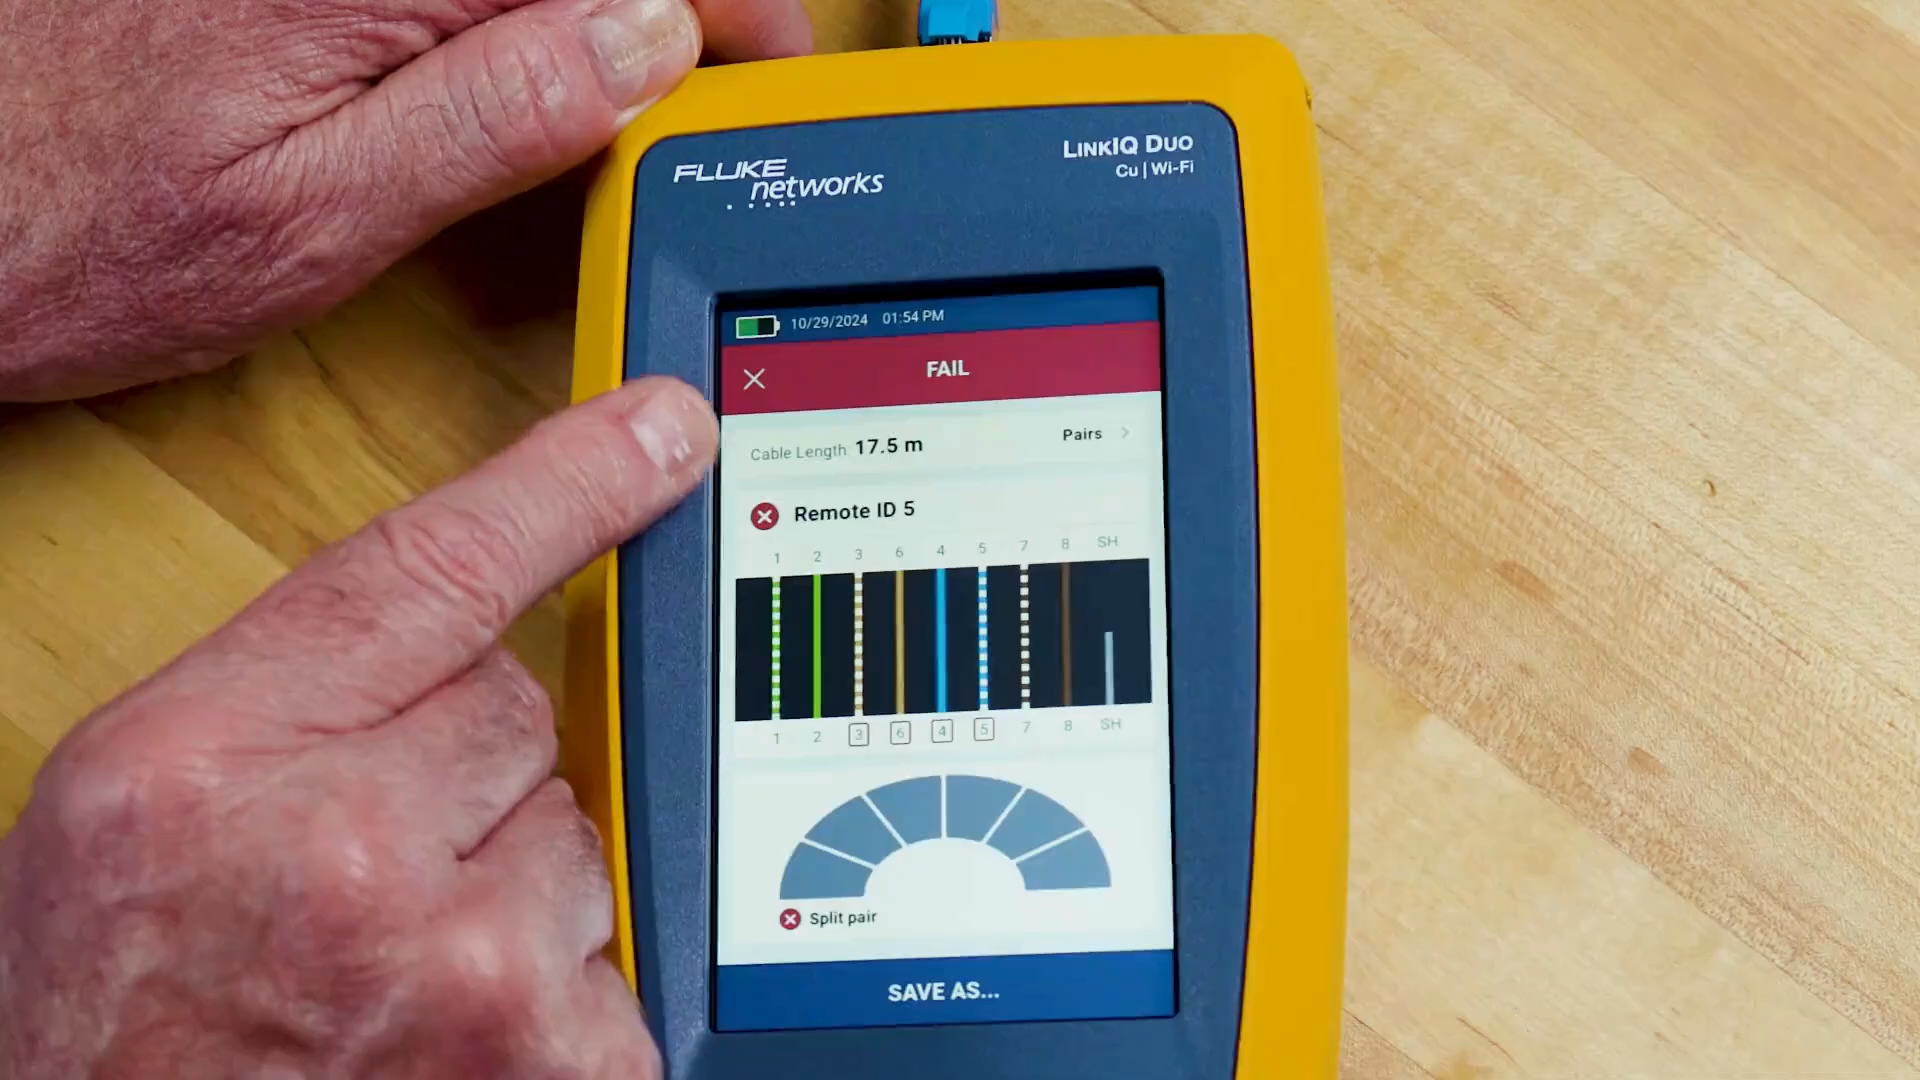 FLUKE
networks
LINKIQ DUO
Cu | Wi-Fi
10/29/2024 01:54 PM
FAIL
Cable Length 17.5 m Pairs
Remote ID 5
1 2 3 6 4 5 7 8 SH
1 2 3 6 4 5 7 8 SH
Split pair
SAVE AS...